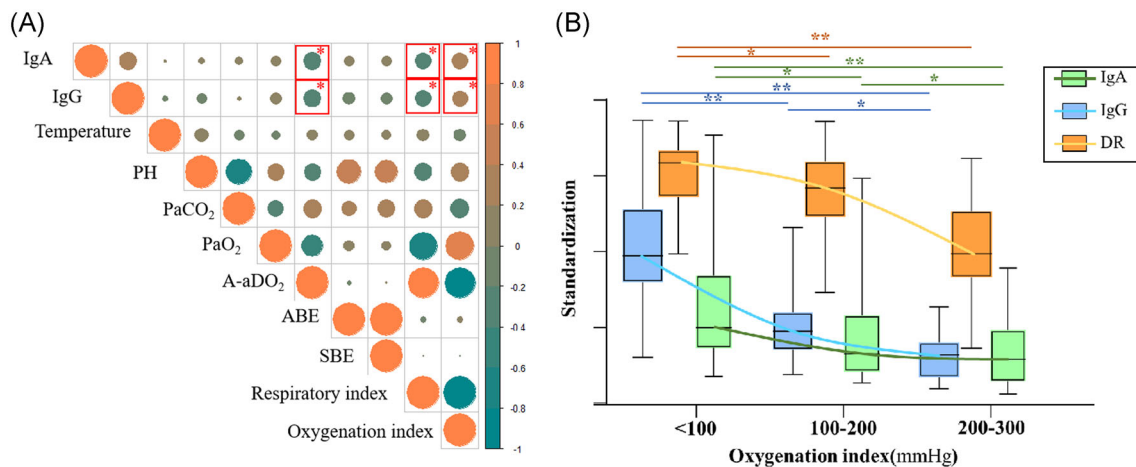 (A)
IgA
IgG
Temperature
PH
PaCO₂
PaO₂
A-aDO₂
ABE
SBE
Respiratory index
Oxygenation index
* * *
* * *
1
0.8
0.6
0.4
0.2
0
-0.2
-0.4
-0.6
-0.8
-1
(B)
**
*
**
*
*
**
**
*
IgA
IgG
DR
Standardization
<100
100-200
200-300
Oxygenation index(mmHg)